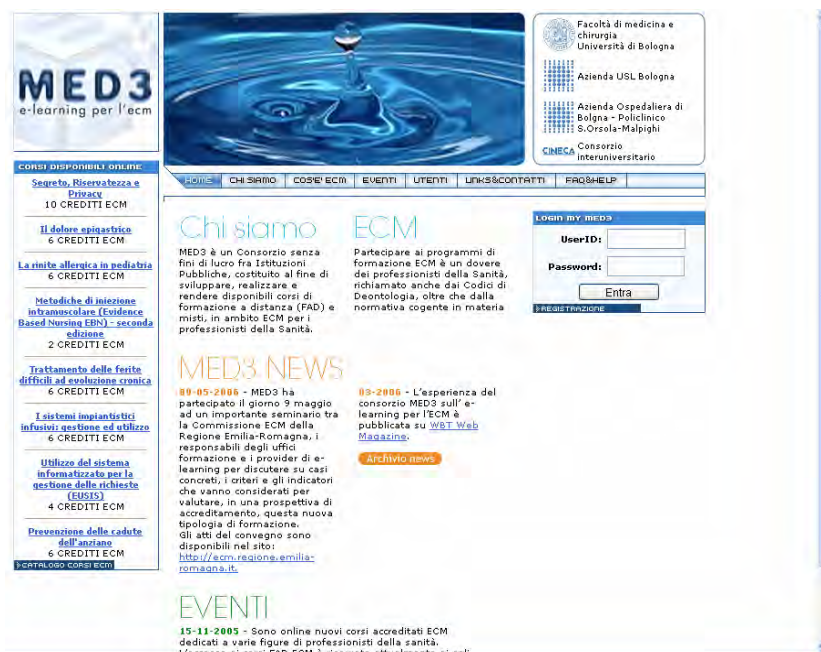 MED3
e-learning per l'ecm
Facoltà di medicina e
chirurgia
Università di Bologna
Azienda USL Bologna
Azienda Ospedaliera di
Bolgna - Policlinico
S.Orsola-Malpighi
CINECA Consorzio
interuniversitario
HOME CHI SIAMO COS'E' ECM EVENTI UTENTI LINKS&CONTATTI FAQ&HELP
CORSI DISPONIBILI ONLINE
Segreto, Riservatezza e
Privacy
10 CREDITI ECM
Il dolore epigastrico
6 CREDITI ECM
La rinite allergica in pediatria
6 CREDITI ECM
Metodiche di iniezione
intramuscolare (Evidence
Based Nursing EBN) - seconda
edizione
2 CREDITI ECM
Trattamento delle ferite
difficili ad evoluzione cronica
6 CREDITI ECM
I sistemi impiantistici
infusivi: gestione ed utilizzo
6 CREDITI ECM
Utilizzo del sistema
informatizzato per la
gestione delle richieste
(EUSIS)
4 CREDITI ECM
Prevenzione delle cadute
dell'anziano
6 CREDITI ECM
CATALOGO CORSI ECM
Chi siamo
MED3 è un Consorzio senza
fini di lucro fra Istituzioni
Pubbliche, costituito al fine di
sviluppare, realizzare e
rendere disponibili corsi di
formazione a distanza (FAD) e
misti, in ambito ECM per i
professionisti della Sanità.
ECM
Partecipare ai programmi di
formazione ECM è un dovere
dei professionisti della Sanità,
richiamato anche dai Codici di
Deontologia, oltre che dalla
normativa cogente in materia
LOGIN MY MED3
UserID:
Password:
Entra
REGISTRAZIONE
MED3 NEWS
09-05-2006 - MED3 ha
partecipato il giorno 9 maggio
ad un importante seminario tra
la Commissione ECM della
Regione Emilia-Romagna, i
responsabili degli uffici
formazione e i provider di e-
learning per discutere su casi
concreti, i criteri e gli indicatori
che vanno considerati per
valutare, in una prospettiva di
accreditamento, questa nuova
tipologia di formazione.
Gli atti del convegno sono
disponibili nel sito:
http://ecm.regione.emilia-
romagna.it.
03-2006 - L'esperienza del
consorzio MED3 sull' e-
learning per l'ECM è
pubblicata su WBT Web
Magazine.
Archivio news
EVENTI
15-11-2005 - Sono online nuovi corsi accreditati ECM
dedicati a varie figure di professionisti della sanità.